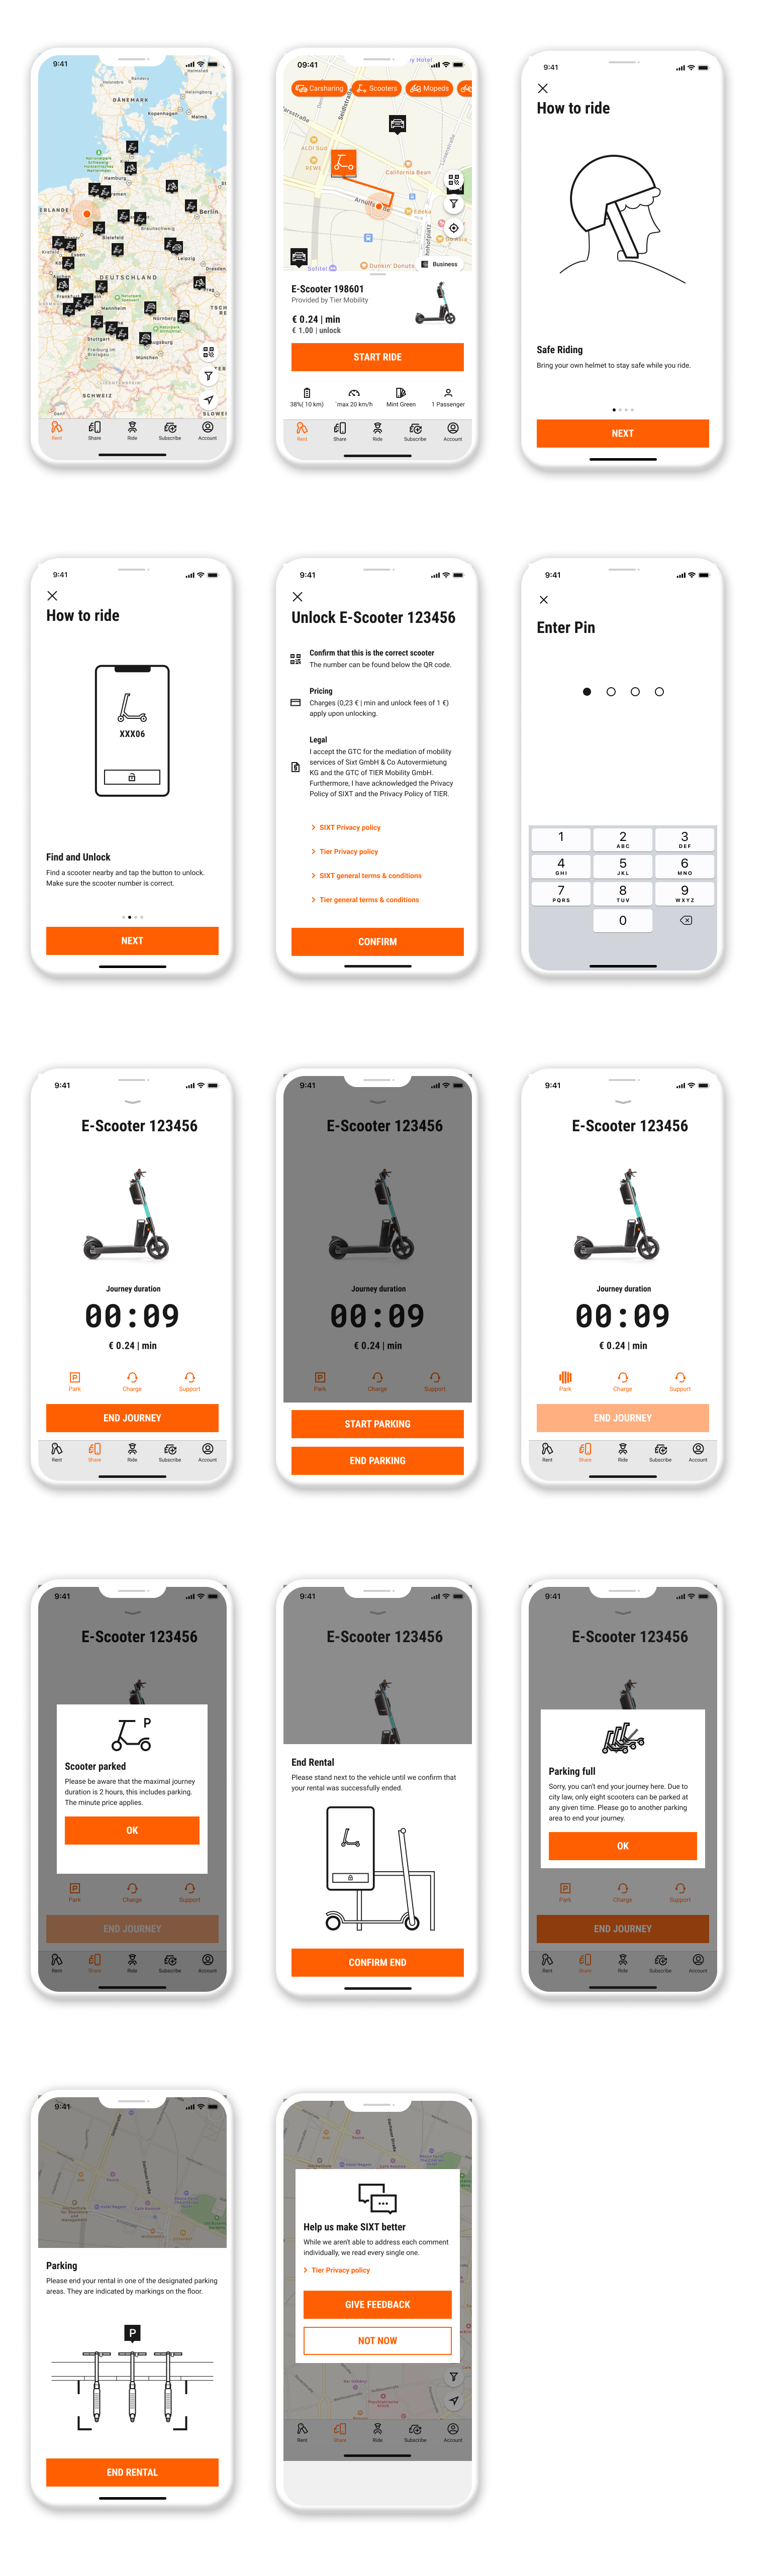 9:41
DÄNEMARK
Kopenhagen
Malmö
Hamburg
Bremen
ERLANDE
Berlin
Braunschweig
Bielefeld
Essen
Leipzig
Dresden
DEUTSCHLAND
Frankfurt
Prag
Mannheim
Nürnberg
Stuttgart
Augsburg
Freiburg im
Breisgau
München
SCHWEIZ
Rent
Share
Ride
Subscribe
Account
09:41
Carsharing
Scooters
Mopeds
Seidlstraße
ALDI Süd
REWE
California Bean
Edeka
Dunkin' Donuts
Sofitel
Business
E-Scooter 198601
Provided by Tier Mobility
€ 0.24 | min
€ 1.00 | unlock
START RIDE
38%( 10 km)
max 20 km/h
Mint Green
1 Passenger
Rent
Share
Ride
Subscribe
Account
9:41
How to ride
Safe Riding
Bring your own helmet to stay safe while you ride.
NEXT
9:41
How to ride
XXX06
Find and Unlock
Find a scooter nearby and tap the button to unlock.
Make sure the scooter number is correct.
NEXT
9:41
Unlock E-Scooter 123456
Confirm that this is the correct scooter
The number can be found below the QR code.
Pricing
Charges (0,23 € | min and unlock fees of 1 €)
apply upon unlocking.
Legal
I accept the GTC for the mediation of mobility
services of Sixt GmbH & Co Autovermietung
KG and the GTC of TIER Mobility GmbH.
Furthermore, I have acknowledged the Privacy
Policy of SIXT and the Privacy Policy of TIER.
SIXT Privacy policy
Tier Privacy policy
SIXT general terms & conditions
Tier general terms & conditions
CONFIRM
9:41
Enter Pin
1
2
ABC
3
DEF
4
GHI
5
JKL
6
MNO
7
PQRS
8
TUV
9
WXYZ
0
9:41
E-Scooter 123456
Journey duration
00:09
€ 0.24 | min
Park
Charge
Support
END JOURNEY
Rent
Share
Ride
Subscribe
Account
9:41
E-Scooter 123456
Journey duration
00:09
€ 0.24 | min
Park
Charge
Support
START PARKING
END PARKING
9:41
E-Scooter 123456
Journey duration
00:09
€ 0.24 | min
Park
Charge
Support
END JOURNEY
Rent
Share
Ride
Subscribe
Account
9:41
E-Scooter 123456
P
Scooter parked
Please be aware that the maximal journey
duration is 2 hours, this includes parking.
The minute price applies.
OK
Park
Charge
Support
END JOURNEY
Rent
Share
Ride
Subscribe
Account
9:41
E-Scooter 123456
End Rental
Please stand next to the vehicle until we confirm that
your rental was successfully ended.
CONFIRM END
9:41
E-Scooter 123456
Parking full
Sorry, you can't end your journey here. Due to
city law, only eight scooters can be parked at
any given time. Please go to another parking
area to end your journey.
OK
Park
Charge
Support
END JOURNEY
Rent
Share
Ride
Subscribe
Account
9:41
Parking
Please end your rental in one of the designated parking
areas. They are indicated by markings on the floor.
P
END RENTAL
Help us make SIXT better
While we aren't able to address each comment
individually, we read every single one.
Tier Privacy policy
GIVE FEEDBACK
NOT NOW
Rent
Share
Ride
Subscribe
Account